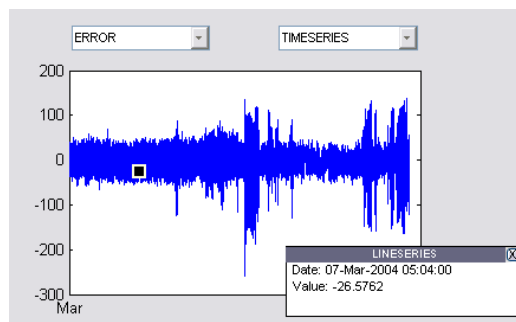 ERROR
TIMESERIES
200
100
0
-100
-200
-300
Mar
LINESERIES
X
Date: 07-Mar-2004 05:04:00
Value: -26.5762